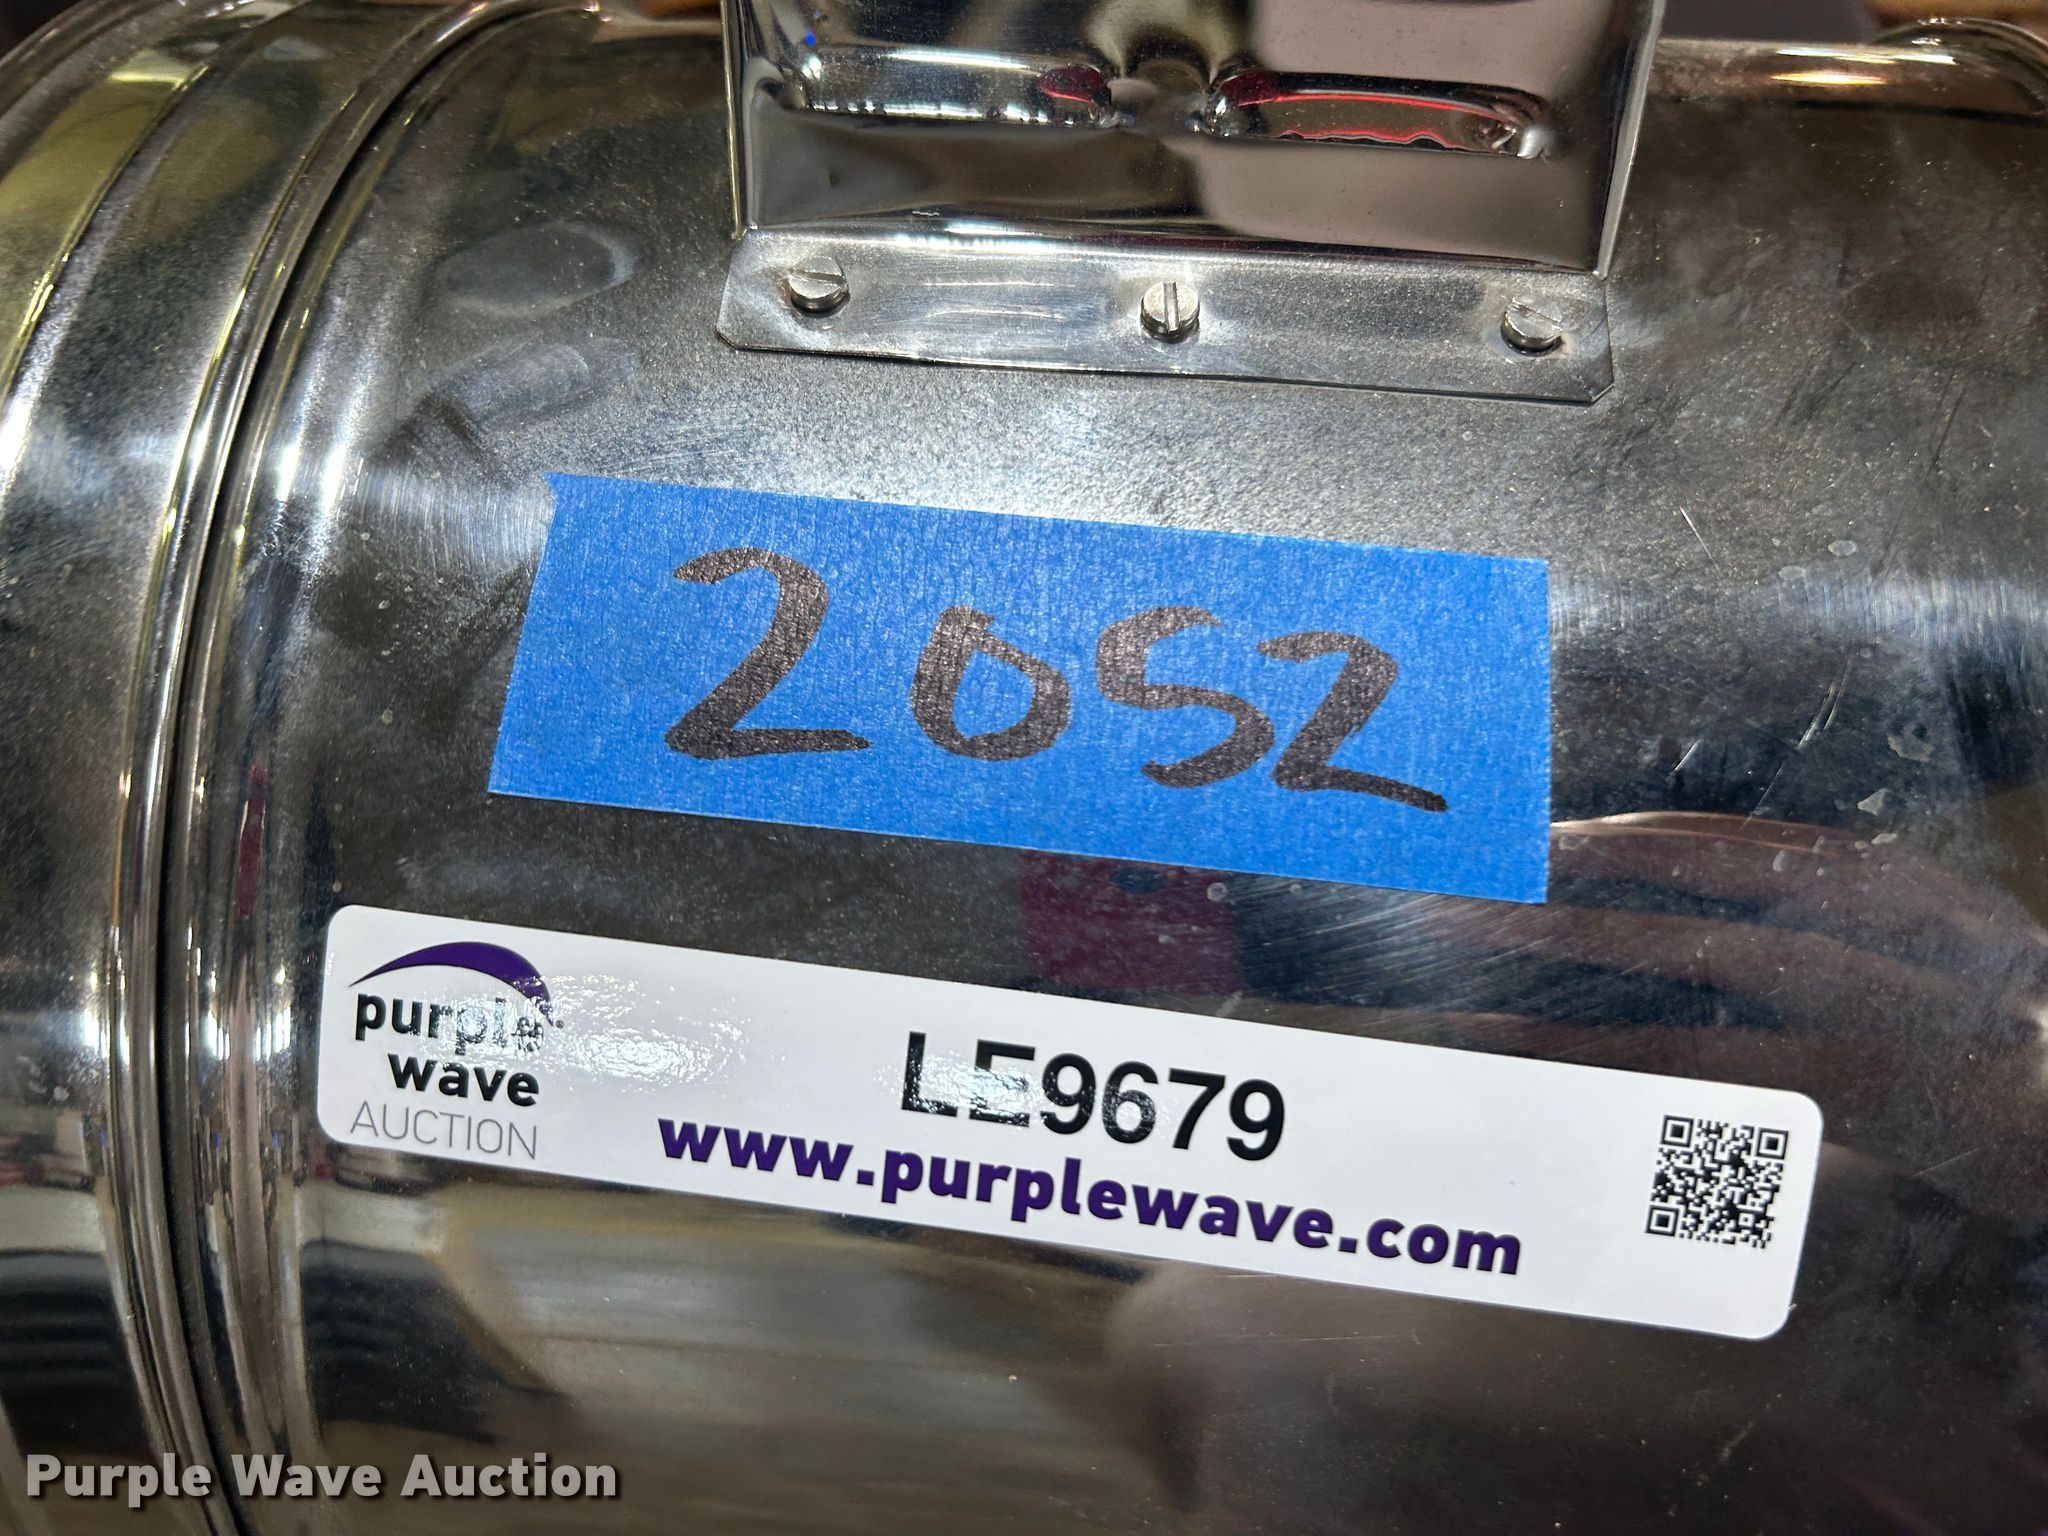 2052
purple
wave
AUCTION
LE9679
www.purplewave.com
Purple Wave Auction